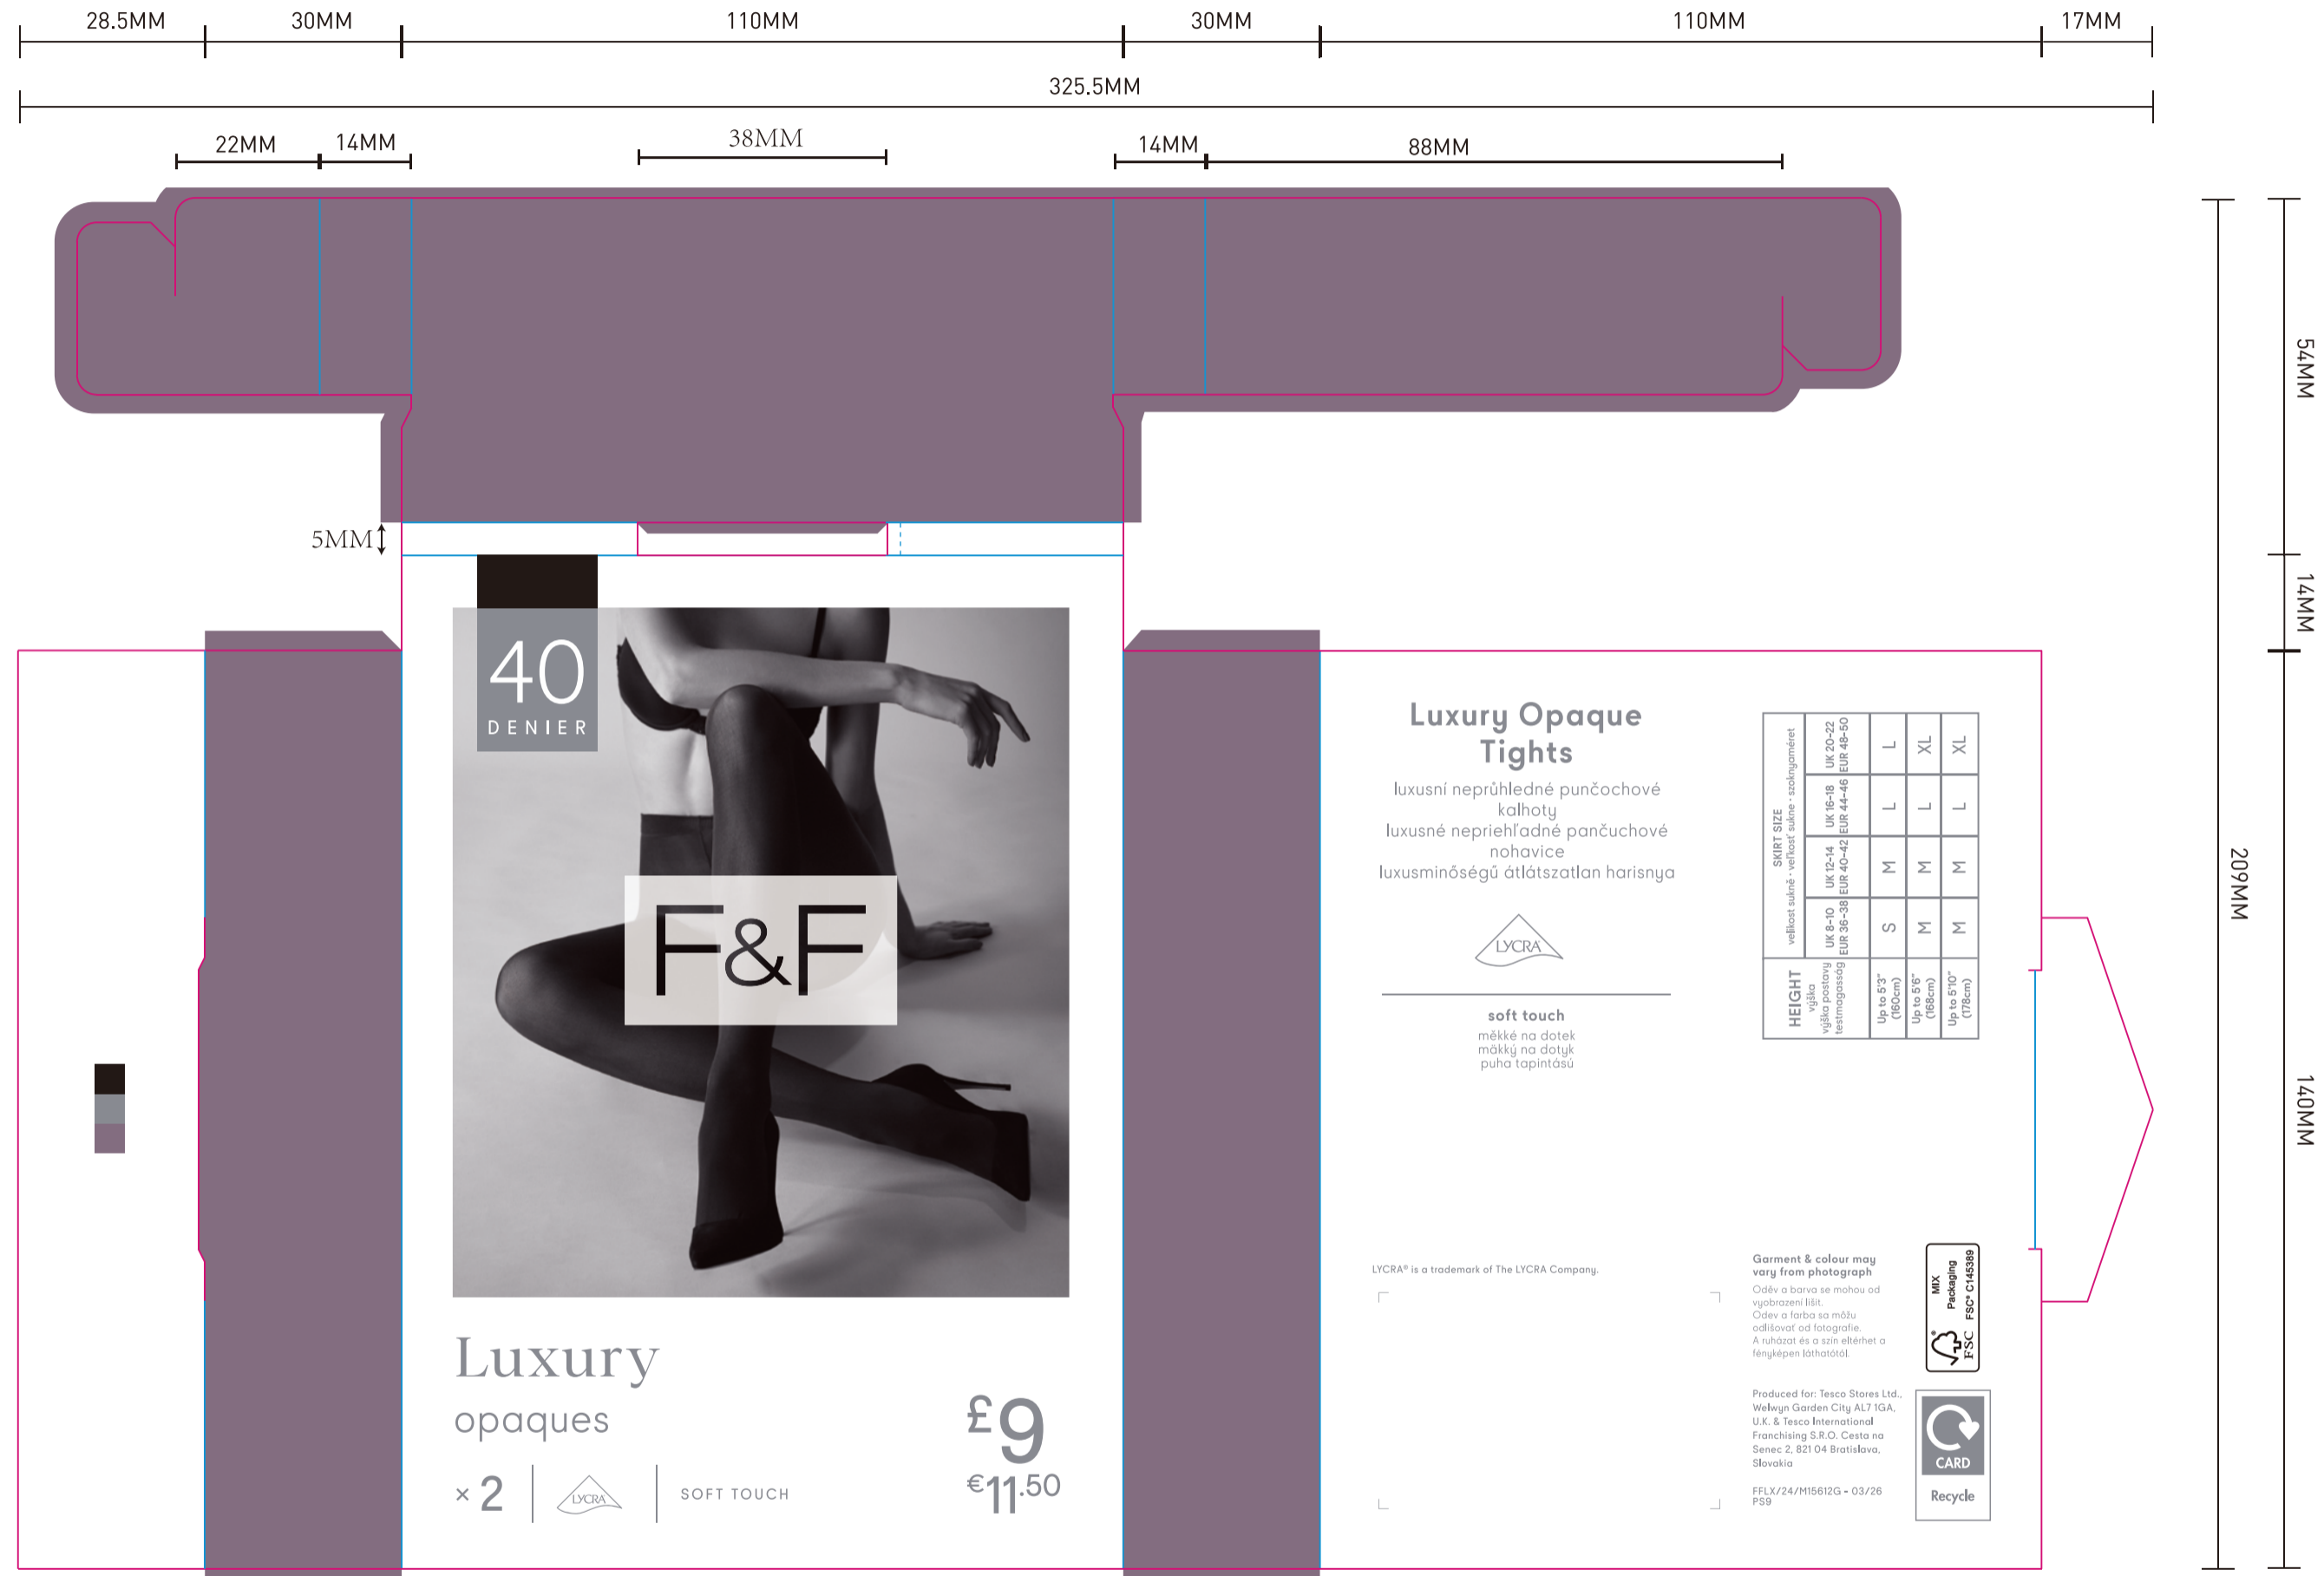 28.5MM
30MM
110MM
30MM
110MM
17MM
325.5MM
22MM
14MM
38MM
14MM
88MM
54MM
14MM
140MM
209MM
5MM
40
DENIER
F&F
Luxury
opaques
× 2
LYCRA
SOFT TOUCH
£9
€11.50
Luxury Opaque
Tights
luxusní neprůhledné punčochové
kalhoty
luxusné nepriehľadné pančuchové
nohavice
luxusminőségű átlátszatlan harisnya
LYCRA
soft touch
měkké na dotek
mäkký na dotyk
puha tapintású
LYCRA® is a trademark of The LYCRA Company.
SKIRT SIZE
velikost sukně • veľkosť sukne • szoknyaméret
HEIGHT
výška
výška postavy
testmagasság
UK 8-10
EUR 36-38
UK 12-14
EUR 40-42
UK 16-18
EUR 44-46
UK 20-22
EUR 48-50
Up to 5'3"
(160cm)
S M L L
Up to 5'6"
(168cm)
M M L XL
Up to 5'10"
(178cm)
M M L XL
Garment & colour may
vary from photograph
Oděv a barva se mohou od
vyobrazení lišit.
Odev a farba sa môžu
odlišovať od fotografie.
A ruházat és a szín eltérhet a
fényképen láthatótól.
Produced for: Tesco Stores Ltd.,
Welwyn Garden City AL7 1GA,
U.K. & Tesco International
Franchising S.R.O. Cesta na
Senec 2, 821 04 Bratislava,
Slovakia
FFLX/24/M15612G - 03/26
PS9
FSC
MIX
Packaging
FSC® C145389
CARD
Recycle